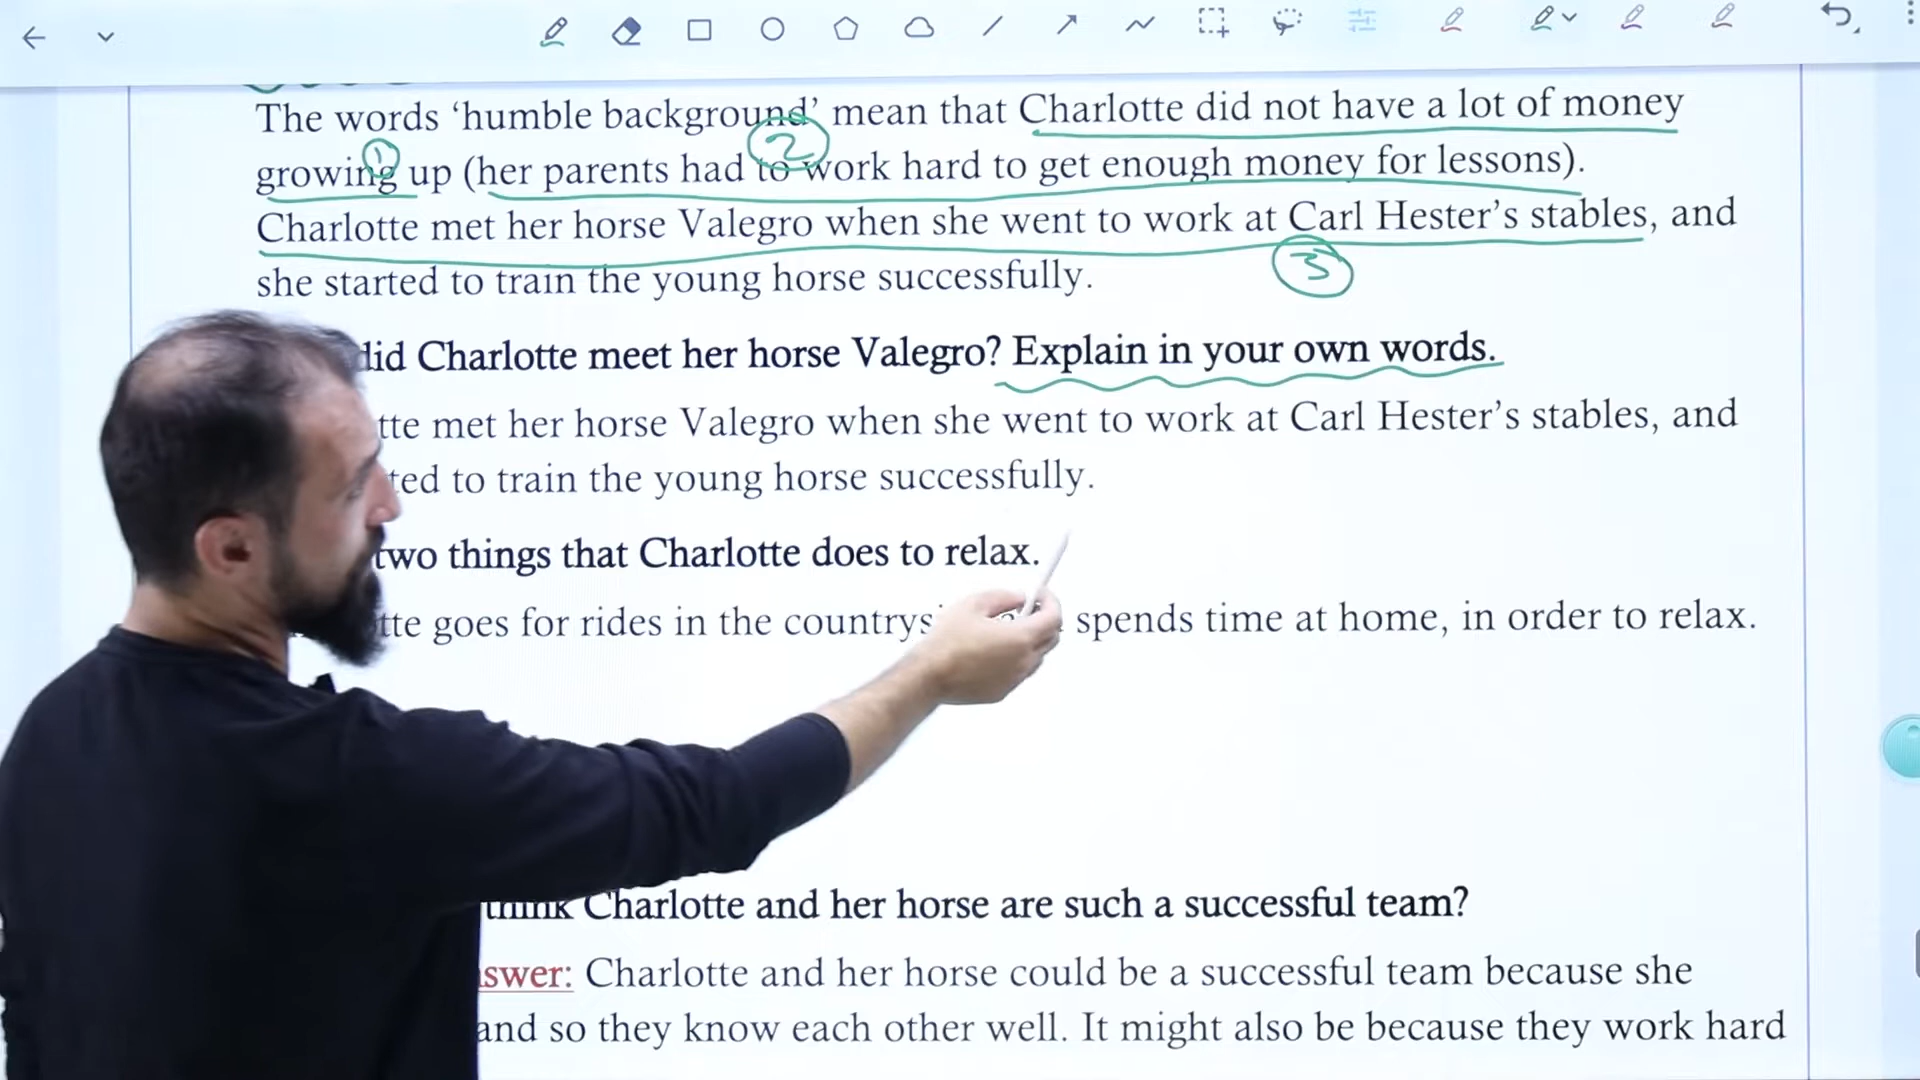 The words ‘humble background’ mean that Charlotte did not have a lot of money
①
②
growing up (her parents had to work hard to get enough money for lessons).
Charlotte met her horse Valegro when she went to work at Carl Hester’s stables, and
③
she started to train the young horse successfully.
did Charlotte meet her horse Valegro? Explain in your own words.
tte met her horse Valegro when she went to work at Carl Hester’s stables, and
ted to train the young horse successfully.
two things that Charlotte does to relax.
tte goes for rides in the countrys spends time at home, in order to relax.
think Charlotte and her horse are such a successful team?
swer: Charlotte and her horse could be a successful team because she
and so they know each other well. It might also be because they work hard